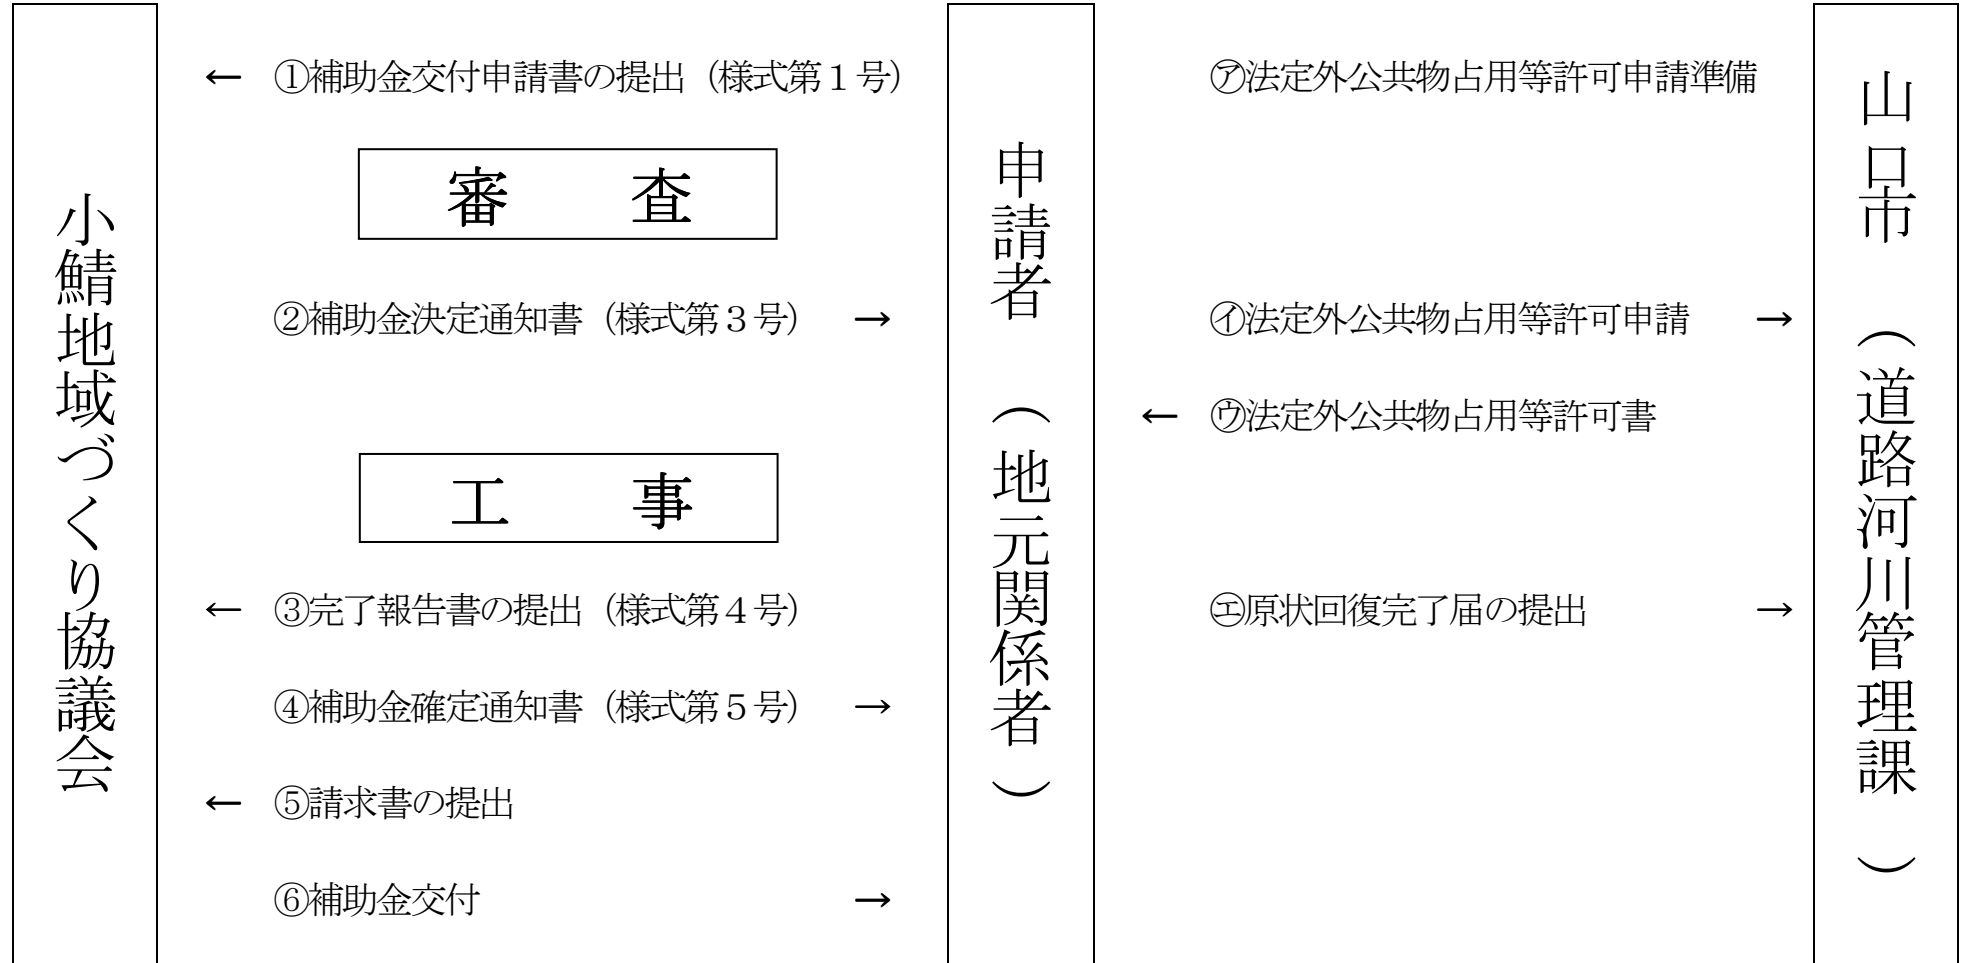 小鯖地域づくり協議会
← ①補助金交付申請書の提出（様式第１号）
審　査
②補助金決定通知書（様式第３号） →
工　事
← ③完了報告書の提出（様式第４号）
④補助金確定通知書（様式第５号） →
← ⑤請求書の提出
⑥補助金交付 →
申請者（地元関係者）
㋐法定外公共物占用等許可申請準備
㋑法定外公共物占用等許可申請 →
← ㋒法定外公共物占用等許可書
㋓原状回復完了届の提出 →
山口市（道路河川管理課）